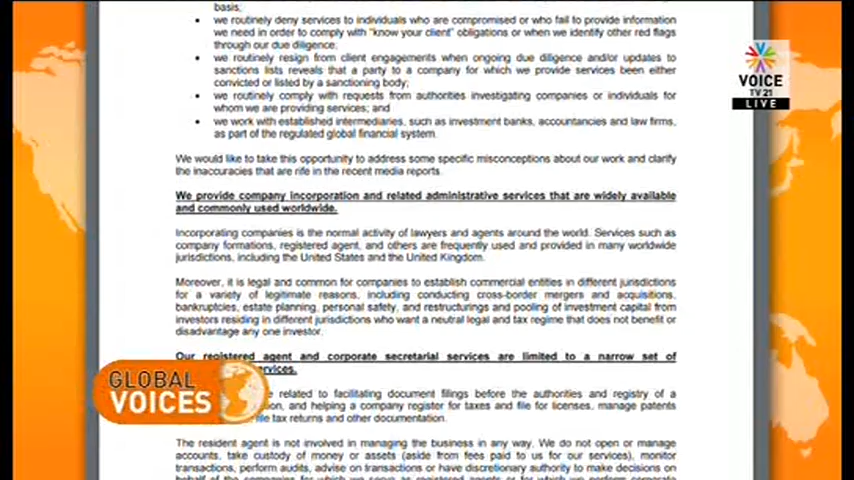 basis;
• we routinely deny services to individuals who are compromised or who fail to provide information
we need in order to comply with "know your client" obligations or when we identify other red flags
through our due diligence;
• we routinely resign from client engagements when ongoing due diligence and/or updates to
sanctions lists reveals that a party to a company for which we provide services been either
convicted or listed by a sanctioning body;
• we routinely comply with requests from authorities investigating companies or individuals for
whom we are providing services; and
• we work with established intermediaries, such as investment banks, accountancies and law firms,
as part of the regulated global financial system.
We would like to take this opportunity to address some specific misconceptions about our work and clarify
the inaccuracies that are rife in the recent media reports.
We provide company incorporation and related administrative services that are widely available
and commonly used worldwide.
Incorporating companies is the normal activity of lawyers and agents around the world. Services such as
company formations, registered agent, and others are frequently used and provided in many worldwide
jurisdictions, including the United States and the United Kingdom.
Moreover, it is legal and common for companies to establish commercial entities in different jurisdictions
for a variety of legitimate reasons, including conducting cross-border mergers and acquisitions,
bankruptcies, estate planning, personal safety, and restructurings and pooling of investment capital from
investors residing in different jurisdictions who want a neutral legal and tax regime that does not benefit or
disadvantage any one investor.
Our registered agent and corporate secretarial services are limited to a narrow set of
related to facilitating document filings before the authorities and registry of a
and helping a company register for taxes and file for licenses, manage patents
file tax returns and other documentation.
The resident agent is not involved in managing the business in any way. We do not open or manage
accounts, take custody of money or assets (aside from fees paid to us for our services), monitor
transactions, perform audits, advise on transactions or have discretionary authority to make decisions on
behalf of the companies for which we serve as registered agents or for which we perform corporate
VOICE
TV 21
LIVE
GLOBAL
VOICES